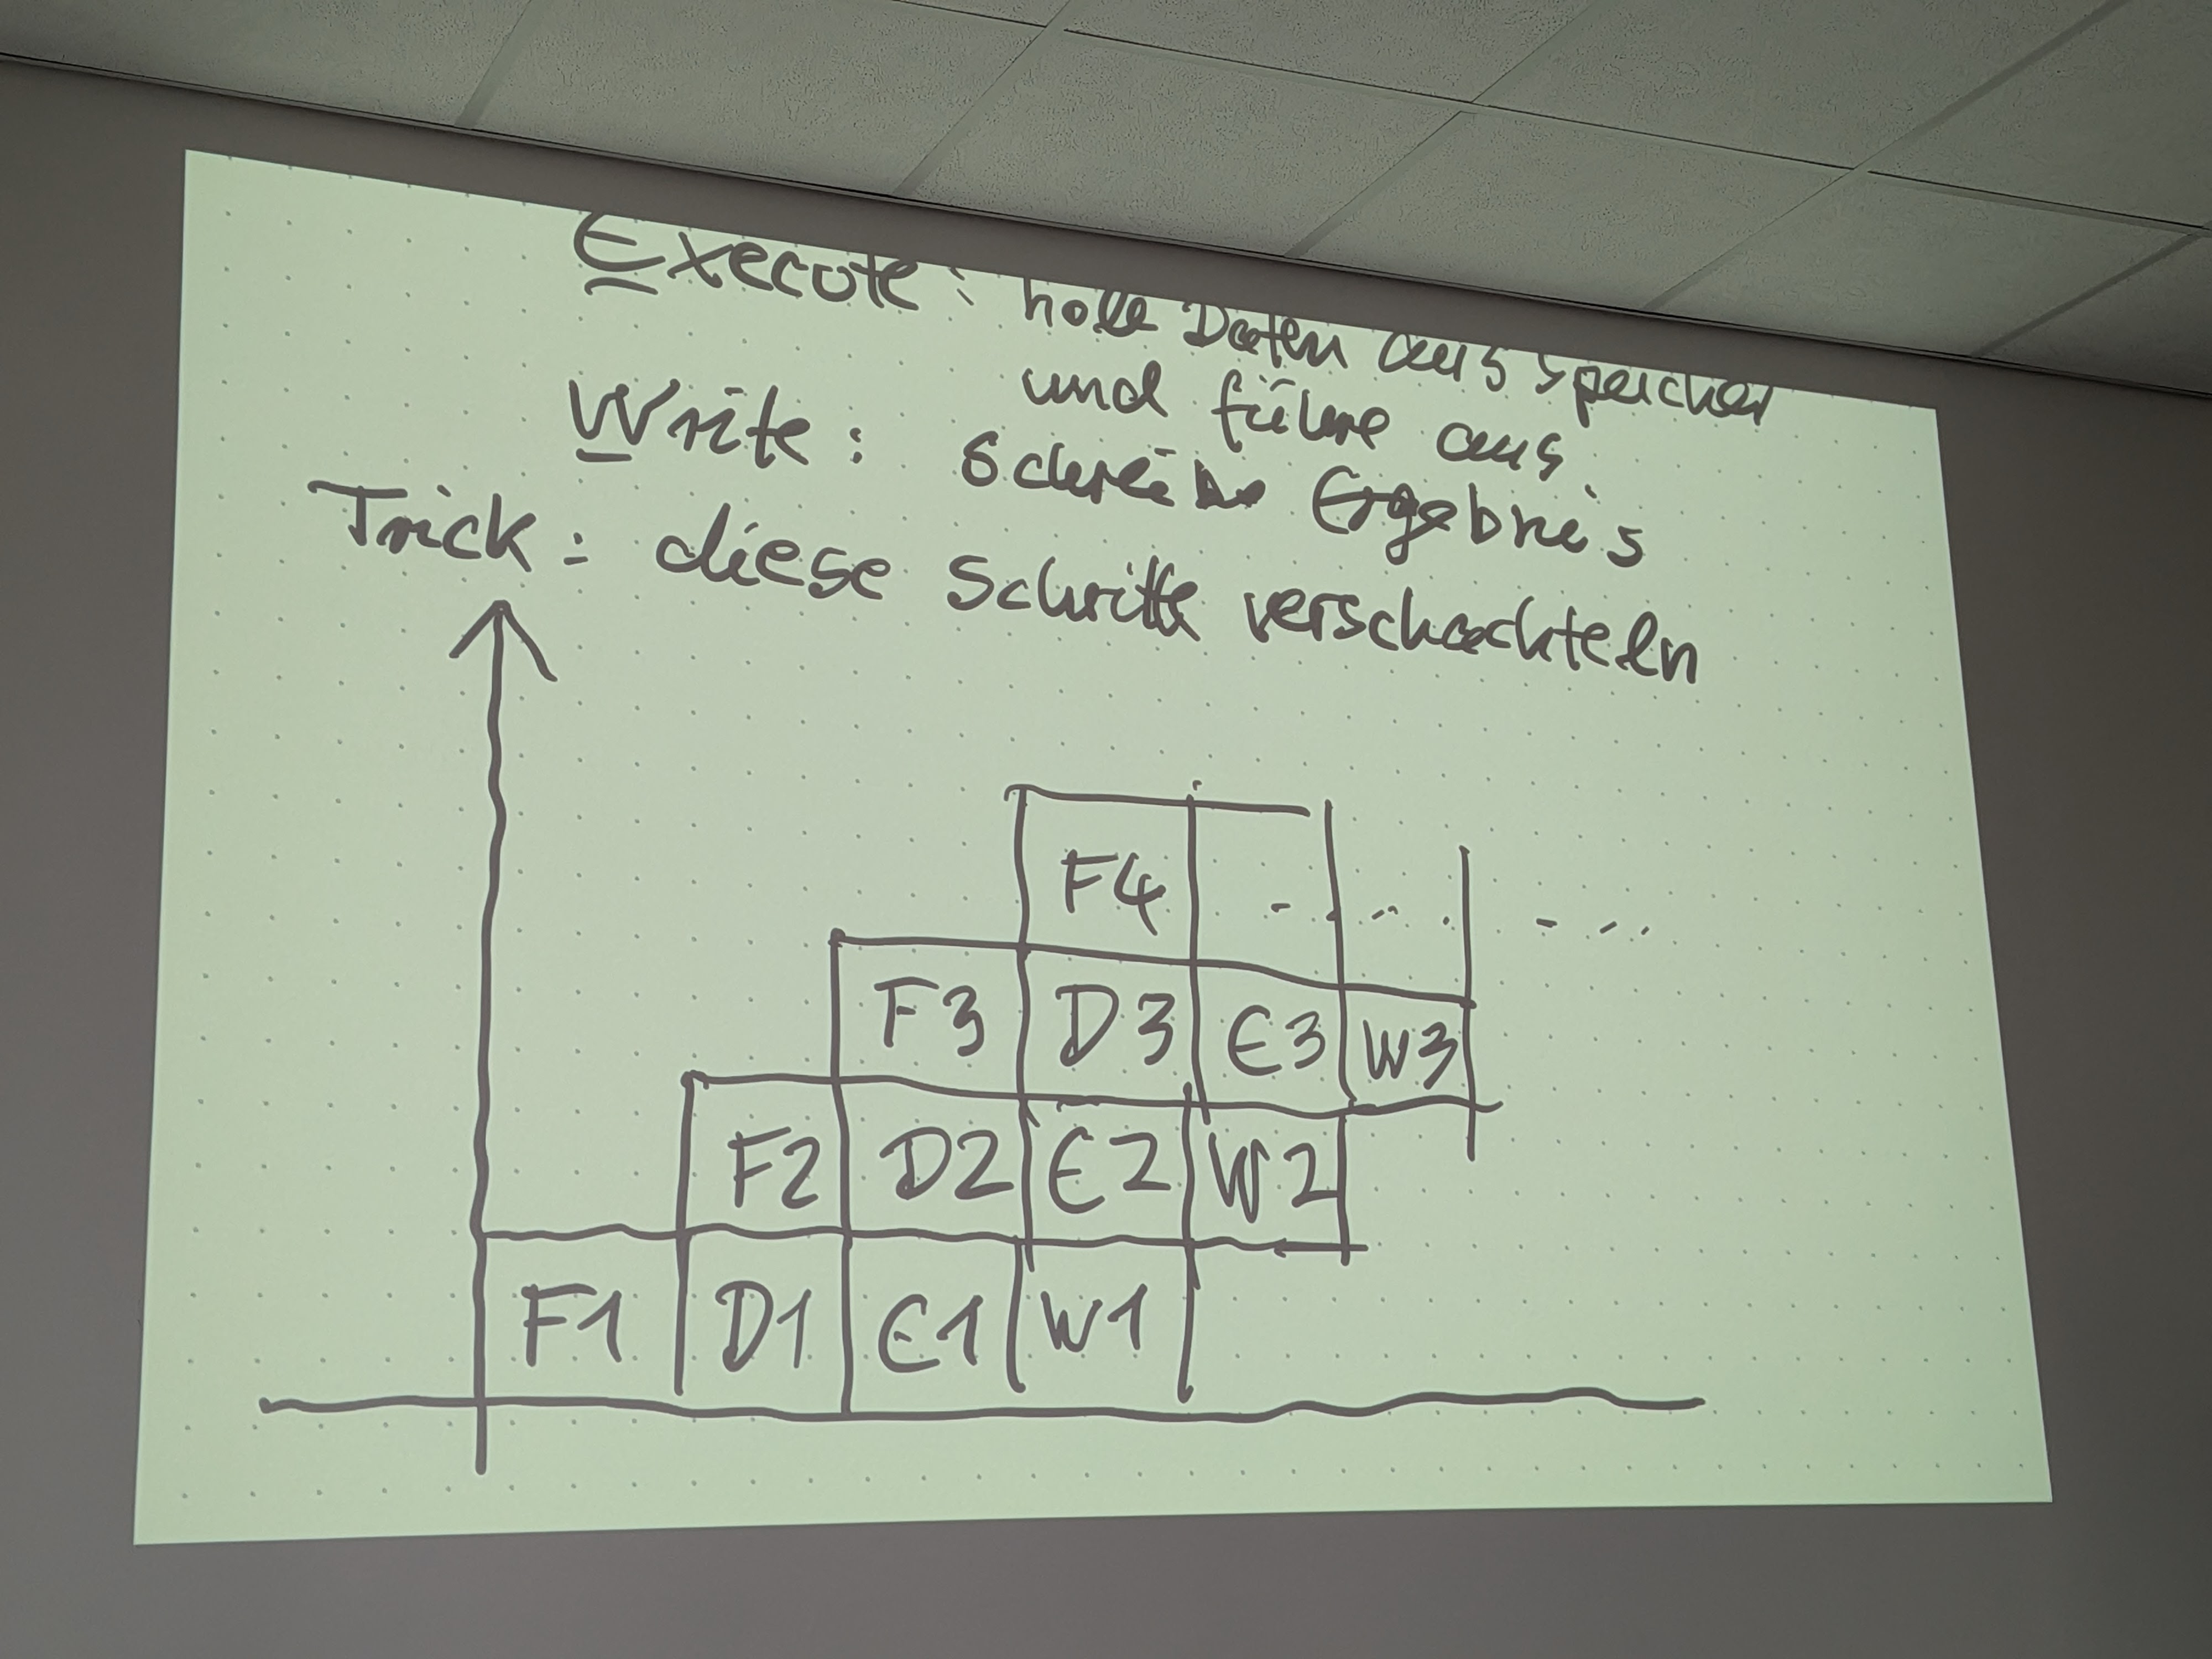 Execute: hole Daten aus Speicher
und führe aus
Write: schreibe Ergebnis
Trick: diese Schritte verschachteln
F4 - - - - - - -
F3 D3 E3 W3
F2 D2 E2 W2
F1 D1 E1 W1